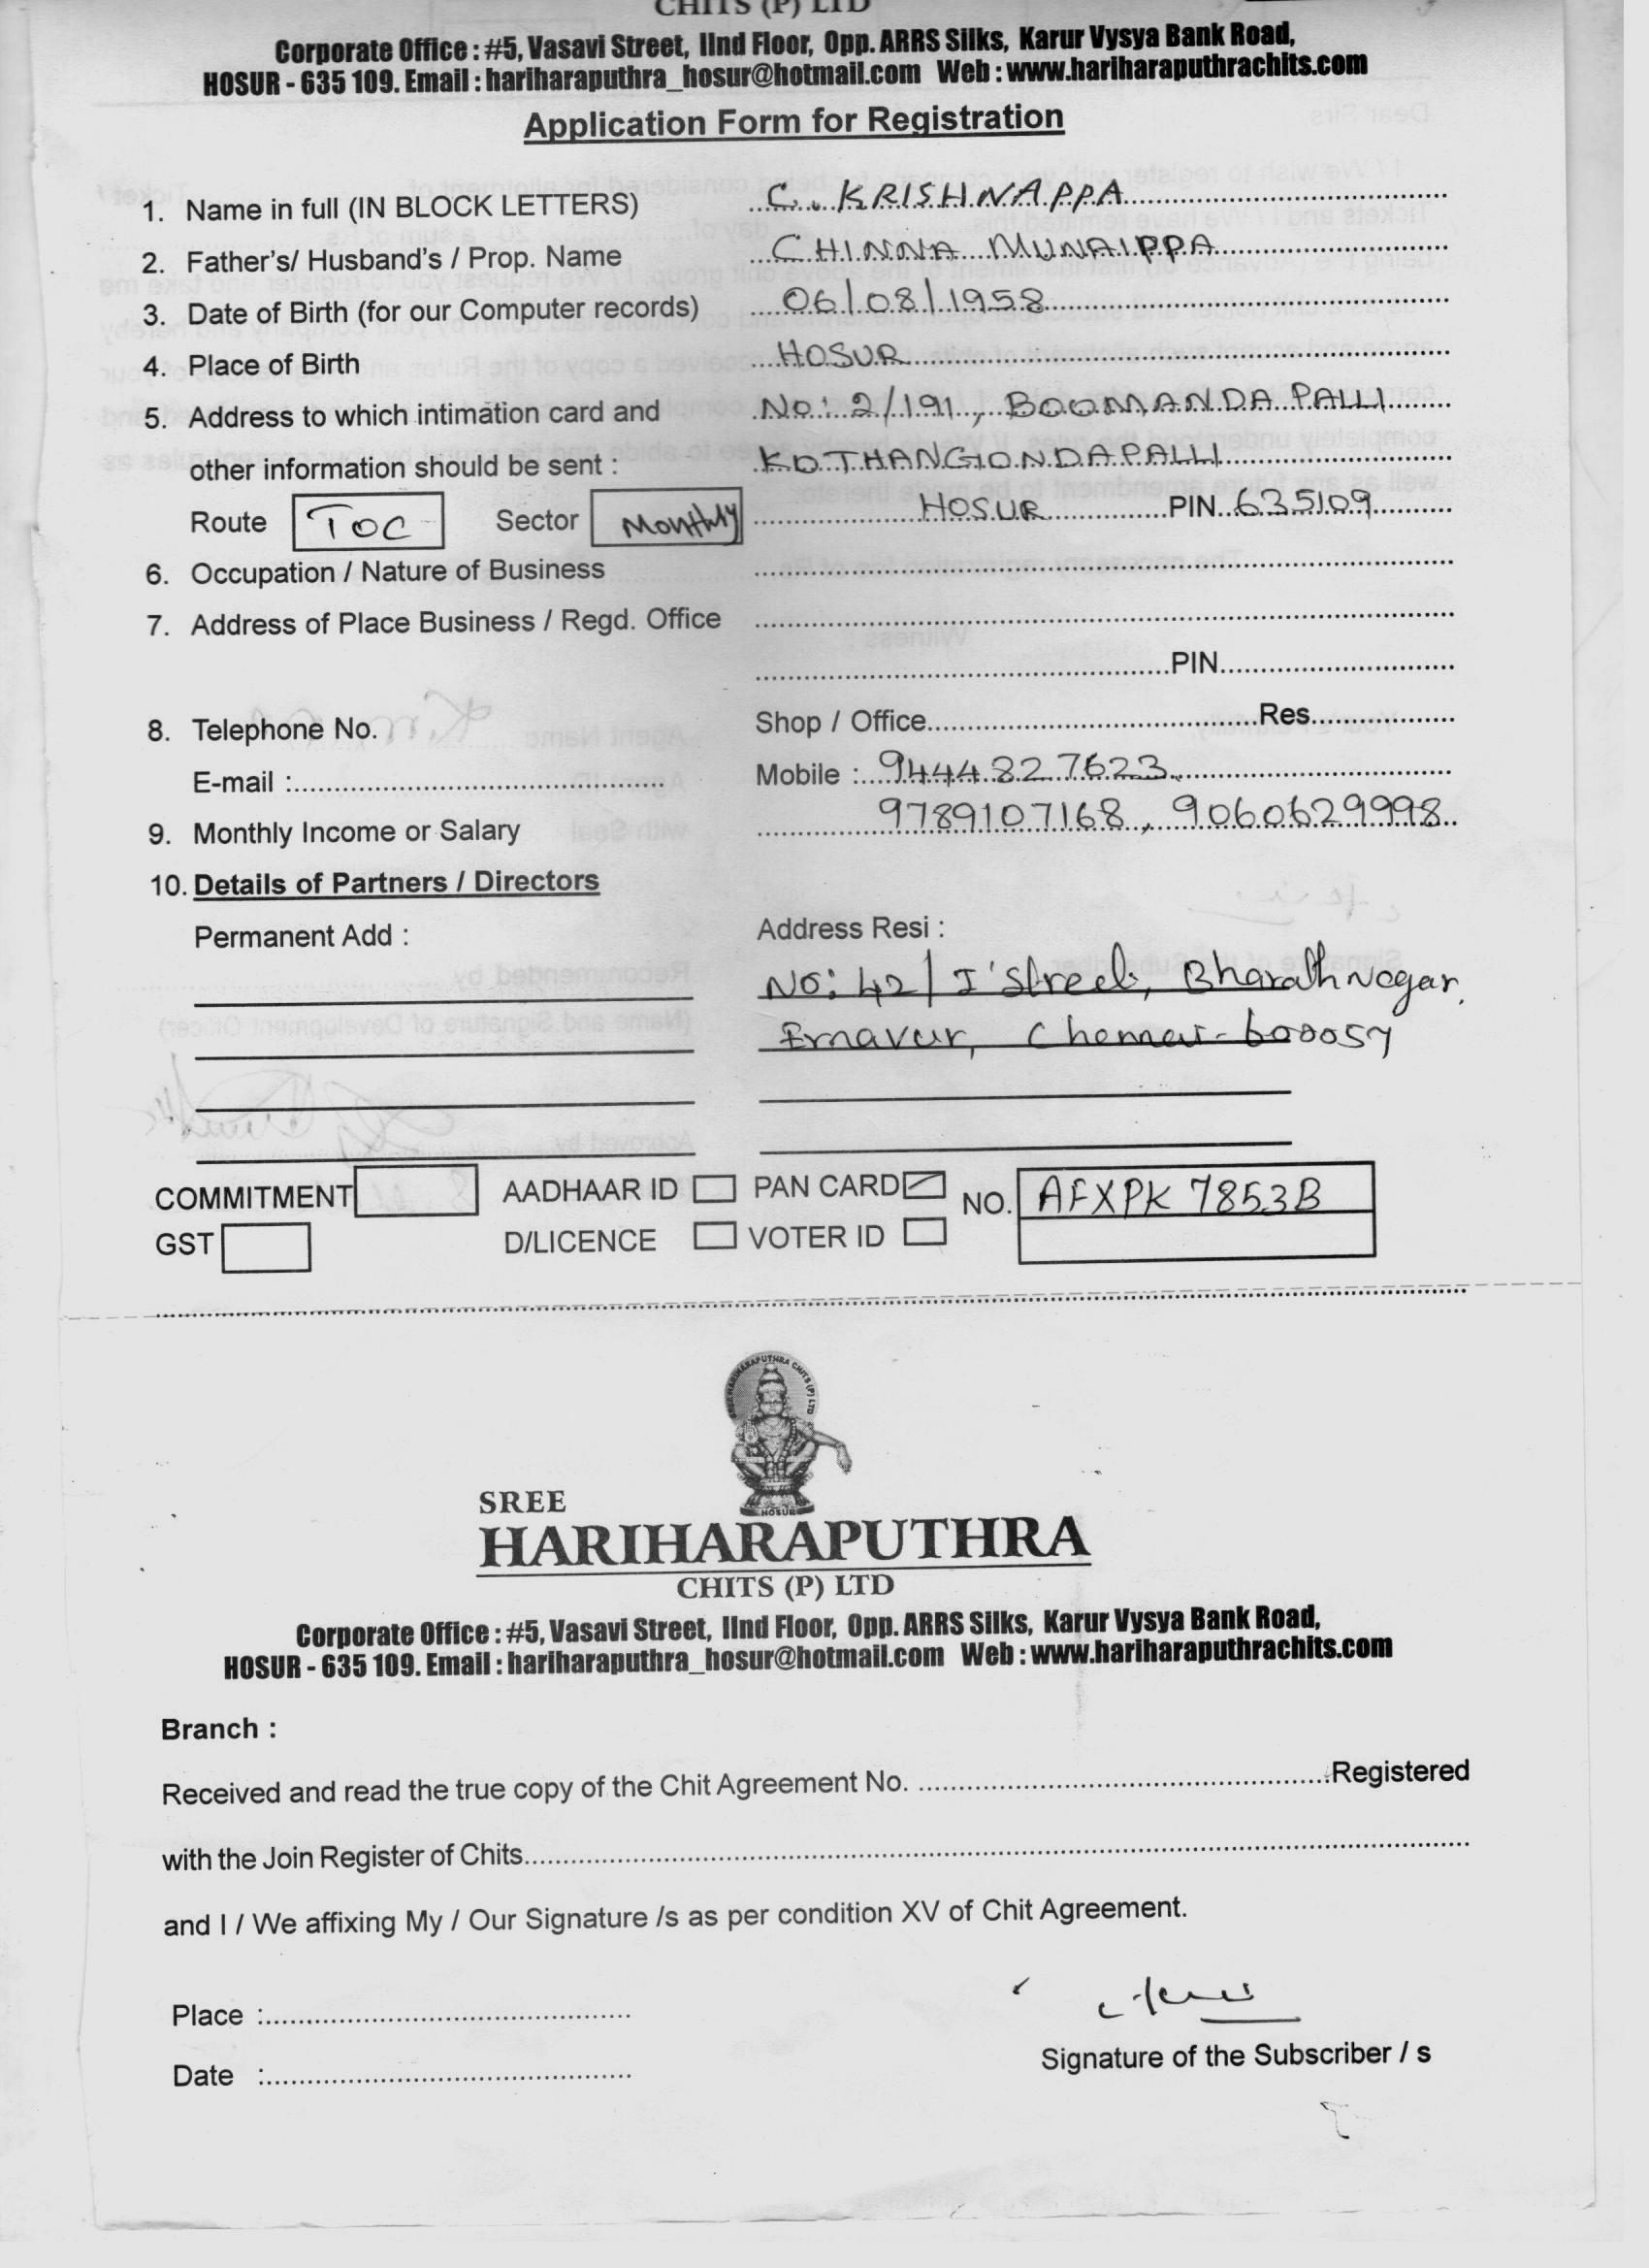 CHITS (P) LTD
Corporate Office : #5, Vasavi Street, IInd Floor, Opp. ARRS Silks, Karur Vysya Bank Road,
HOSUR - 635 109. Email : hariharaputhra_hosur@hotmail.com Web : www.hariharaputhrachits.com
Application Form for Registration
1. Name in full (IN BLOCK LETTERS) C. KRISHNAPPA
2. Father's/ Husband's / Prop. Name CHINNA MUNAIPPA
3. Date of Birth (for our Computer records) 06/08/1958
4. Place of Birth HOSUR
5. Address to which intimation card and No: 2/191, BOOMANDAPALLI
other information should be sent : KOTHANGONDAPALLI
Route TOC Sector Monthly HOSUR PIN 635109
6. Occupation / Nature of Business
7. Address of Place Business / Regd. Office
PIN
8. Telephone No. Shop / Office Res.
E-mail : Mobile : 9444827623
9789107168, 9060629998
9. Monthly Income or Salary
10. Details of Partners / Directors
Permanent Add : Address Resi :
No: 42/ I Street, Bharath Nagar,
Ernavur, Chennai-600057
COMMITMENT AADHAAR ID PAN CARD NO. AFXPK 7853B
GST D/LICENCE VOTER ID
SREE HARIHARAPUTHRA CHITS (P) LTD
HOSUR
SREE
HARIHARAPUTHRA
CHITS (P) LTD
Corporate Office : #5, Vasavi Street, IInd Floor, Opp. ARRS Silks, Karur Vysya Bank Road,
HOSUR - 635 109. Email : hariharaputhra_hosur@hotmail.com Web : www.hariharaputhrachits.com
Branch :
Received and read the true copy of the Chit Agreement No. Registered
with the Join Register of Chits
and I / We affixing My / Our Signature /s as per condition XV of Chit Agreement.
Place :
Date :
Signature of the Subscriber / s